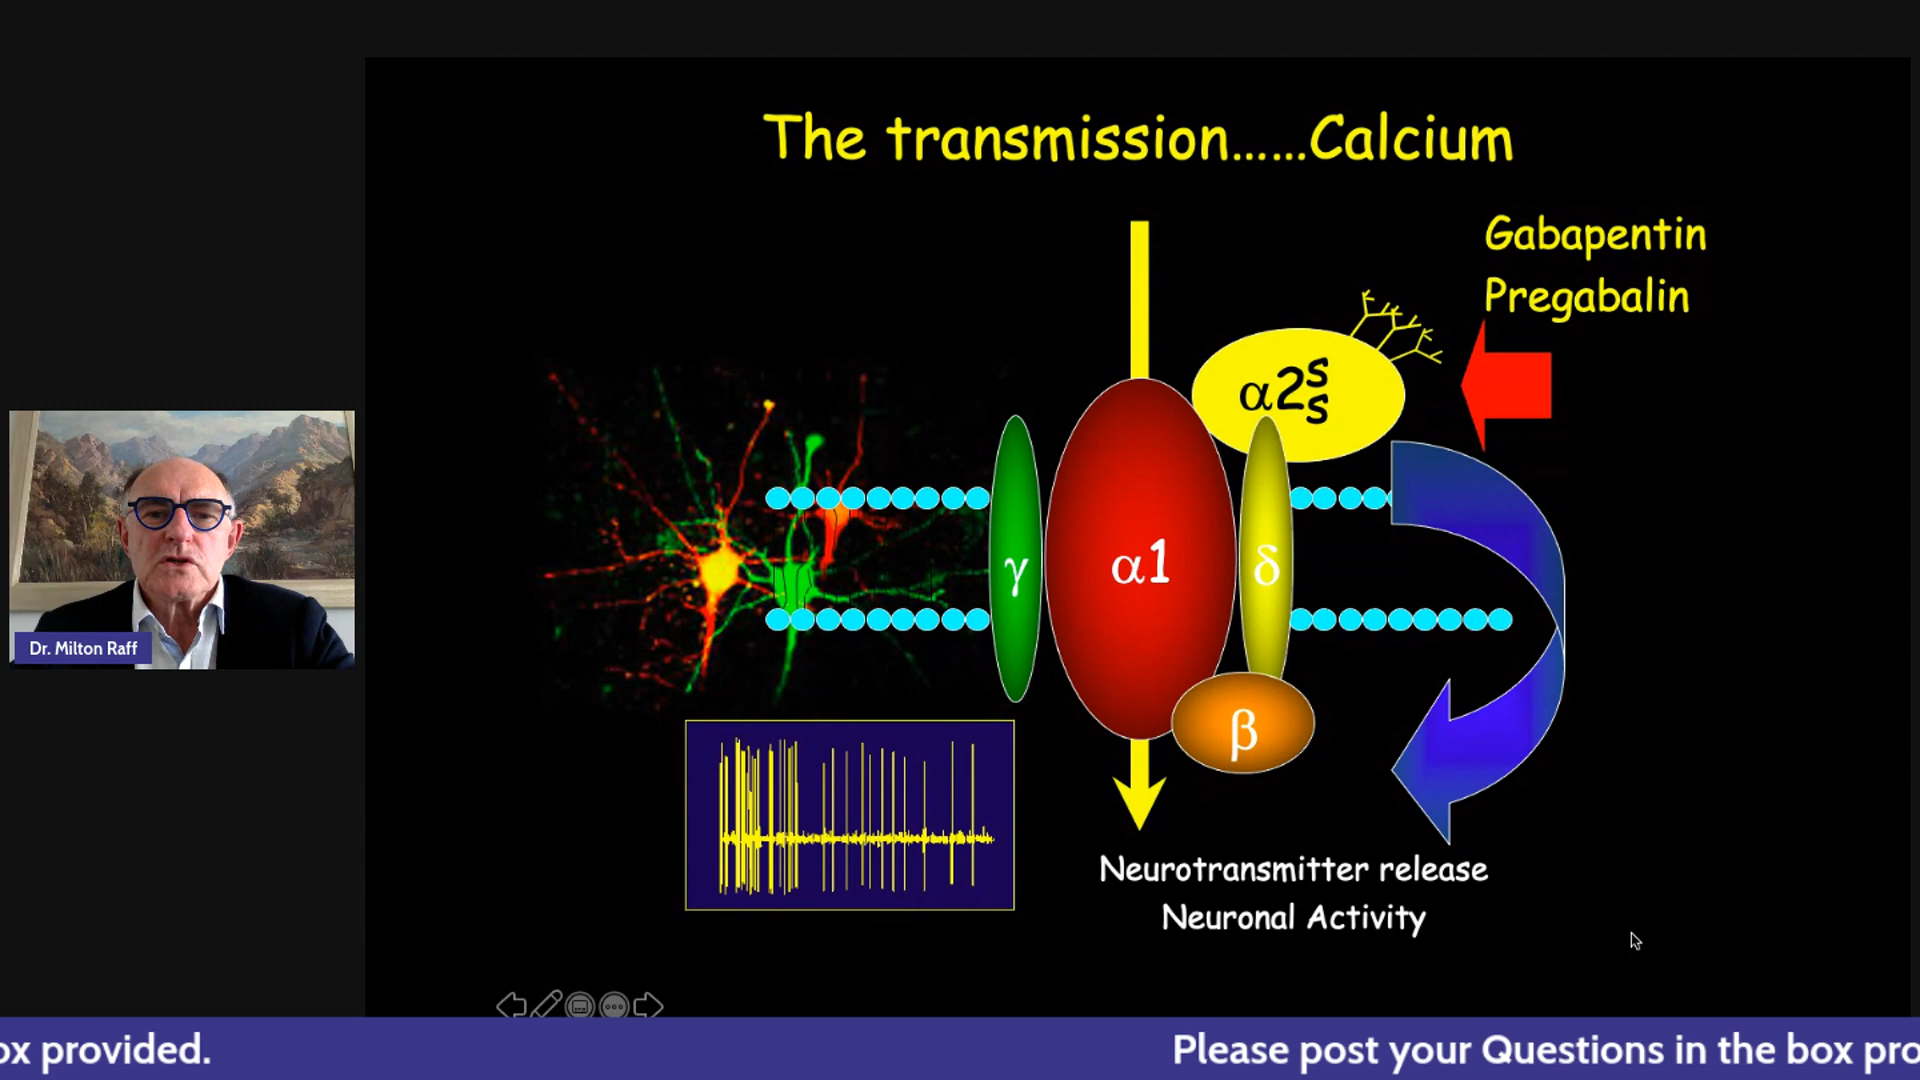 The transmission......Calcium
Gabapentin
Pregabalin
α2
s
s
γ
α1
δ
β
Dr. Milton Raff
Neurotransmitter release
Neuronal Activity
ox provided.
Please post your Questions in the box pro